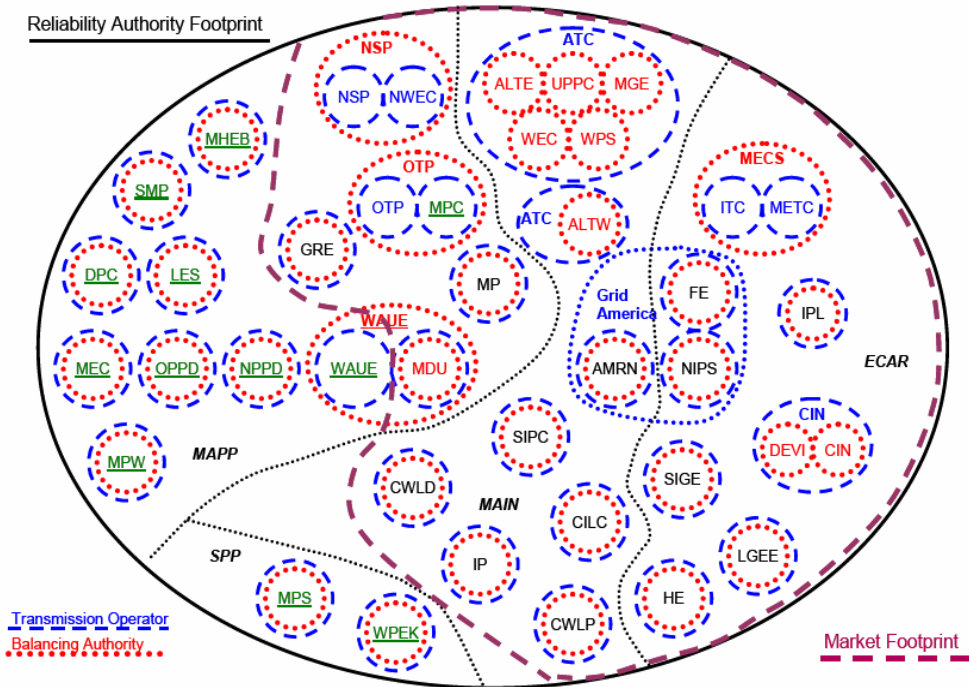 Reliability Authority Footprint
NSP
NSP
NWEC
ATC
ALTE
UPPC
MGE
WEC
WPS
MHEB
SMP
OTP
OTP
MPC
MECS
ITC
METC
ATC
ALTW
GRE
DPC
LES
MP
Grid
America
FE
IPL
WAUE
MEC
OPPD
NPPD
WAUE
MDU
AMRN
NIPS
ECAR
CIN
DEVI
CIN
SIPC
MPW
MAPP
CWLD
MAIN
SIGE
CILC
SPP
IP
LGEE
MPS
HE
WPEK
CWLP
Transmission Operator
Balancing Authority
Market Footprint